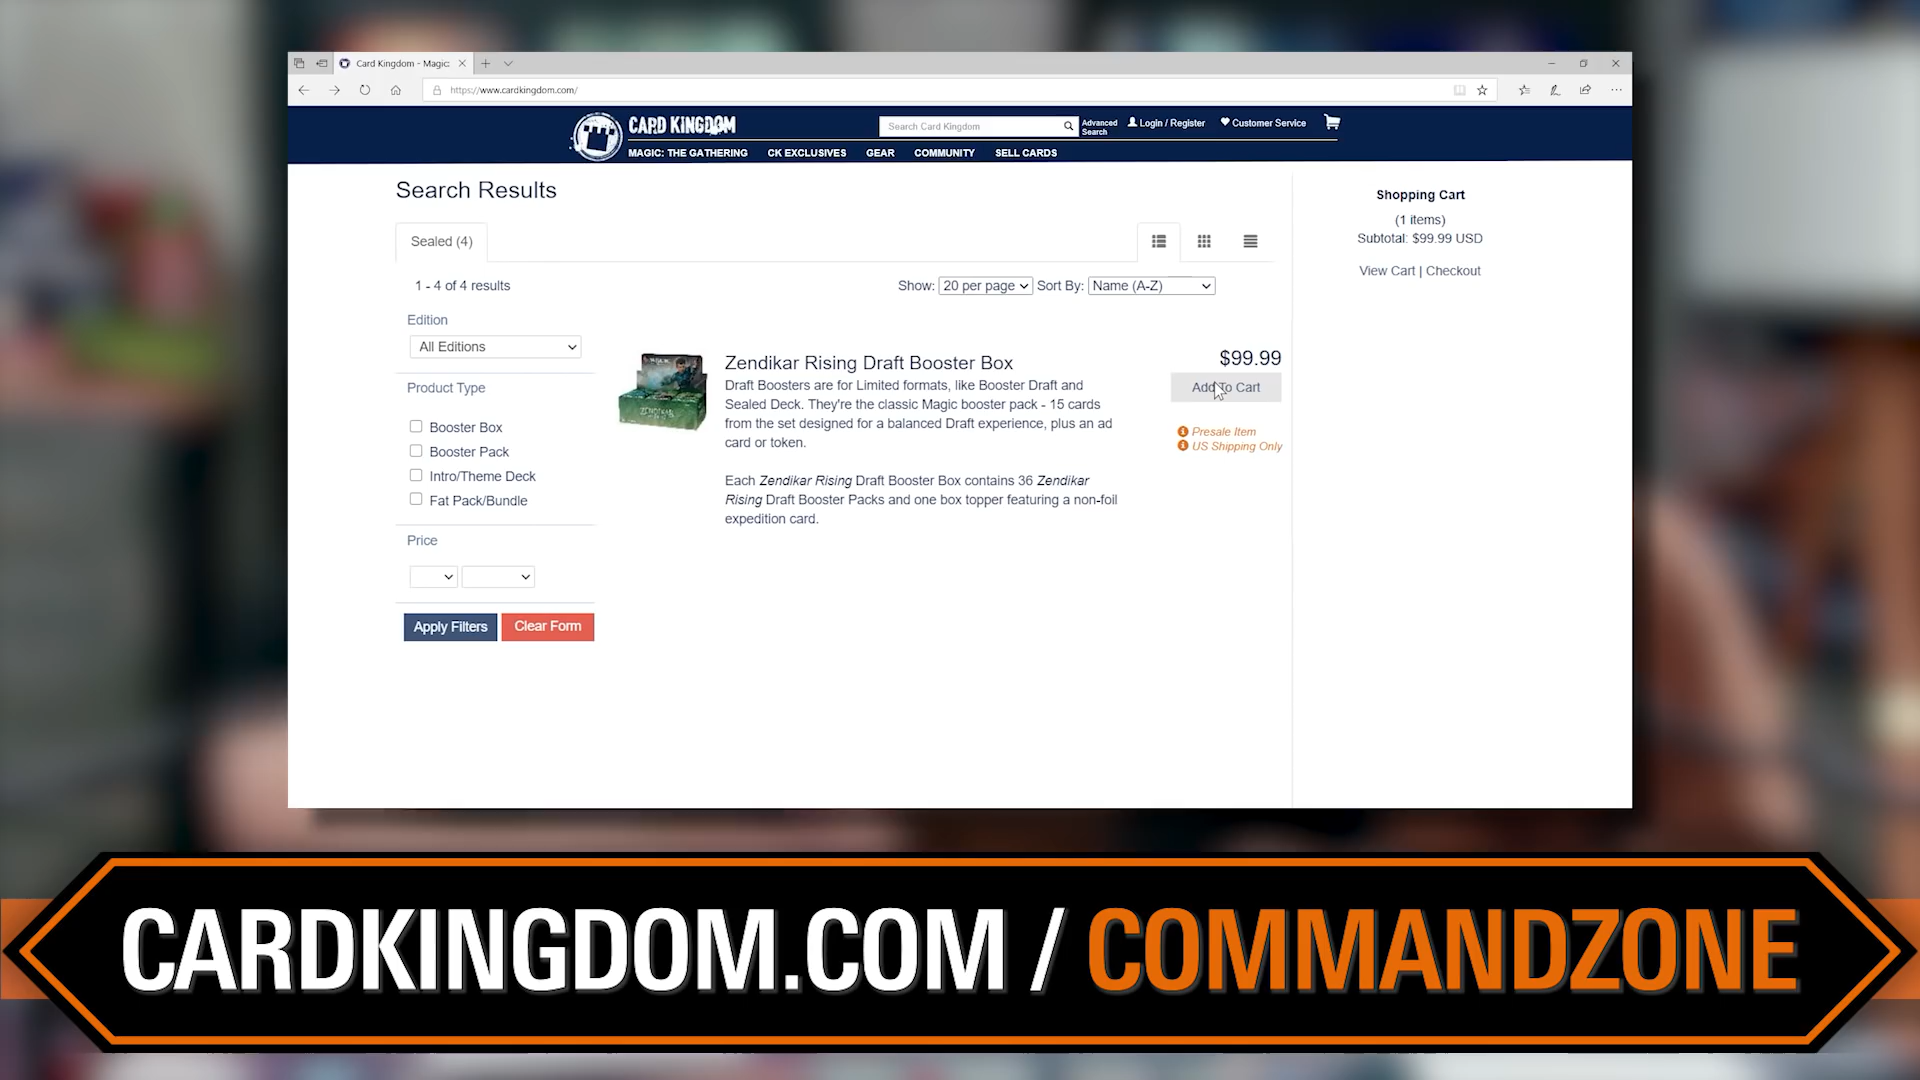 Card Kingdom - Magic:
https://www.cardkingdom.com/
CARD KINGDOM
Search Card Kingdom
Advanced
Search
Login / Register
Customer Service
MAGIC: THE GATHERING
CK EXCLUSIVES
GEAR
COMMUNITY
SELL CARDS
Search Results
Shopping Cart
(1 items)
Subtotal: $99.99 USD
View Cart | Checkout
Sealed (4)
1 - 4 of 4 results
Show: 20 per page Sort By: Name (A-Z)
Edition
All Editions
Product Type
Booster Box
Booster Pack
Intro/Theme Deck
Fat Pack/Bundle
Price
Apply Filters
Clear Form
ZENDIKAR
Zendikar Rising Draft Booster Box
Draft Boosters are for Limited formats, like Booster Draft and
Sealed Deck. They're the classic Magic booster pack - 15 cards
from the set designed for a balanced Draft experience, plus an ad
card or token.
Each Zendikar Rising Draft Booster Box contains 36 Zendikar
Rising Draft Booster Packs and one box topper featuring a non-foil
expedition card.
$99.99
Add To Cart
Presale Item
US Shipping Only
CARDKINGDOM.COM / COMMANDZONE